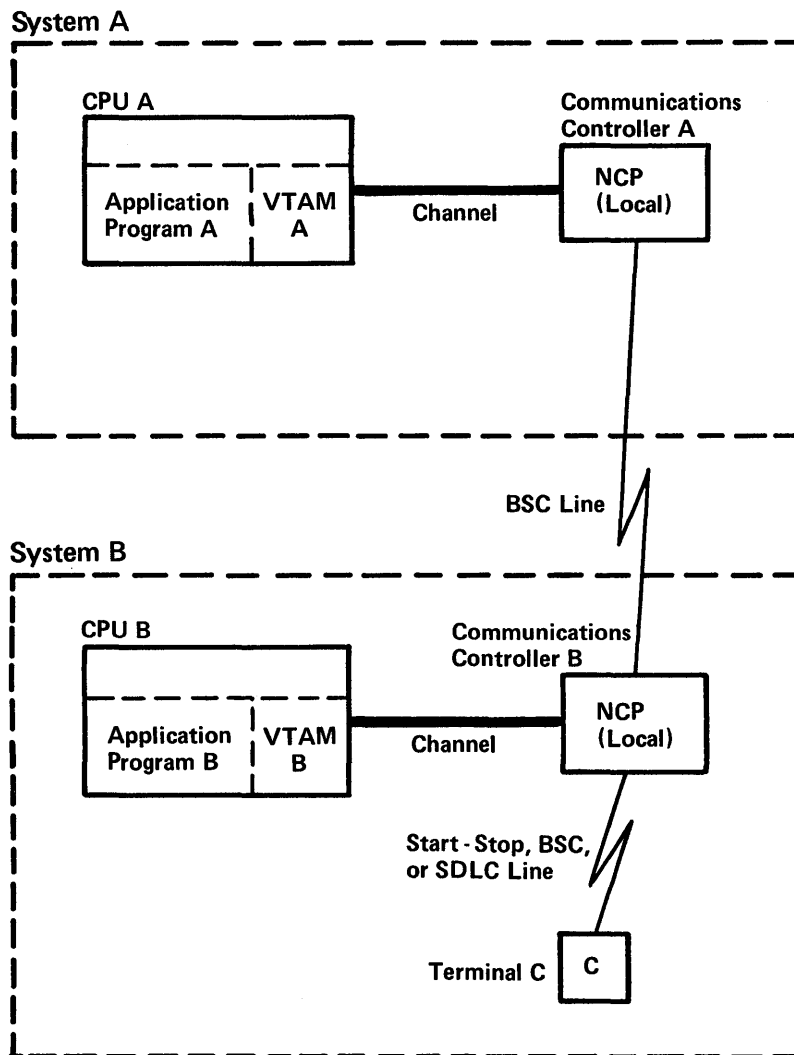 System A
CPU A
Communications
Controller A
Application
Program A
VTAM
A
Channel
NCP
(Local)
BSC Line
System B
CPU B
Communications
Controller B
Application
Program B
VTAM
B
Channel
NCP
(Local)
Start-Stop, BSC,
or SDLC Line
Terminal C
C